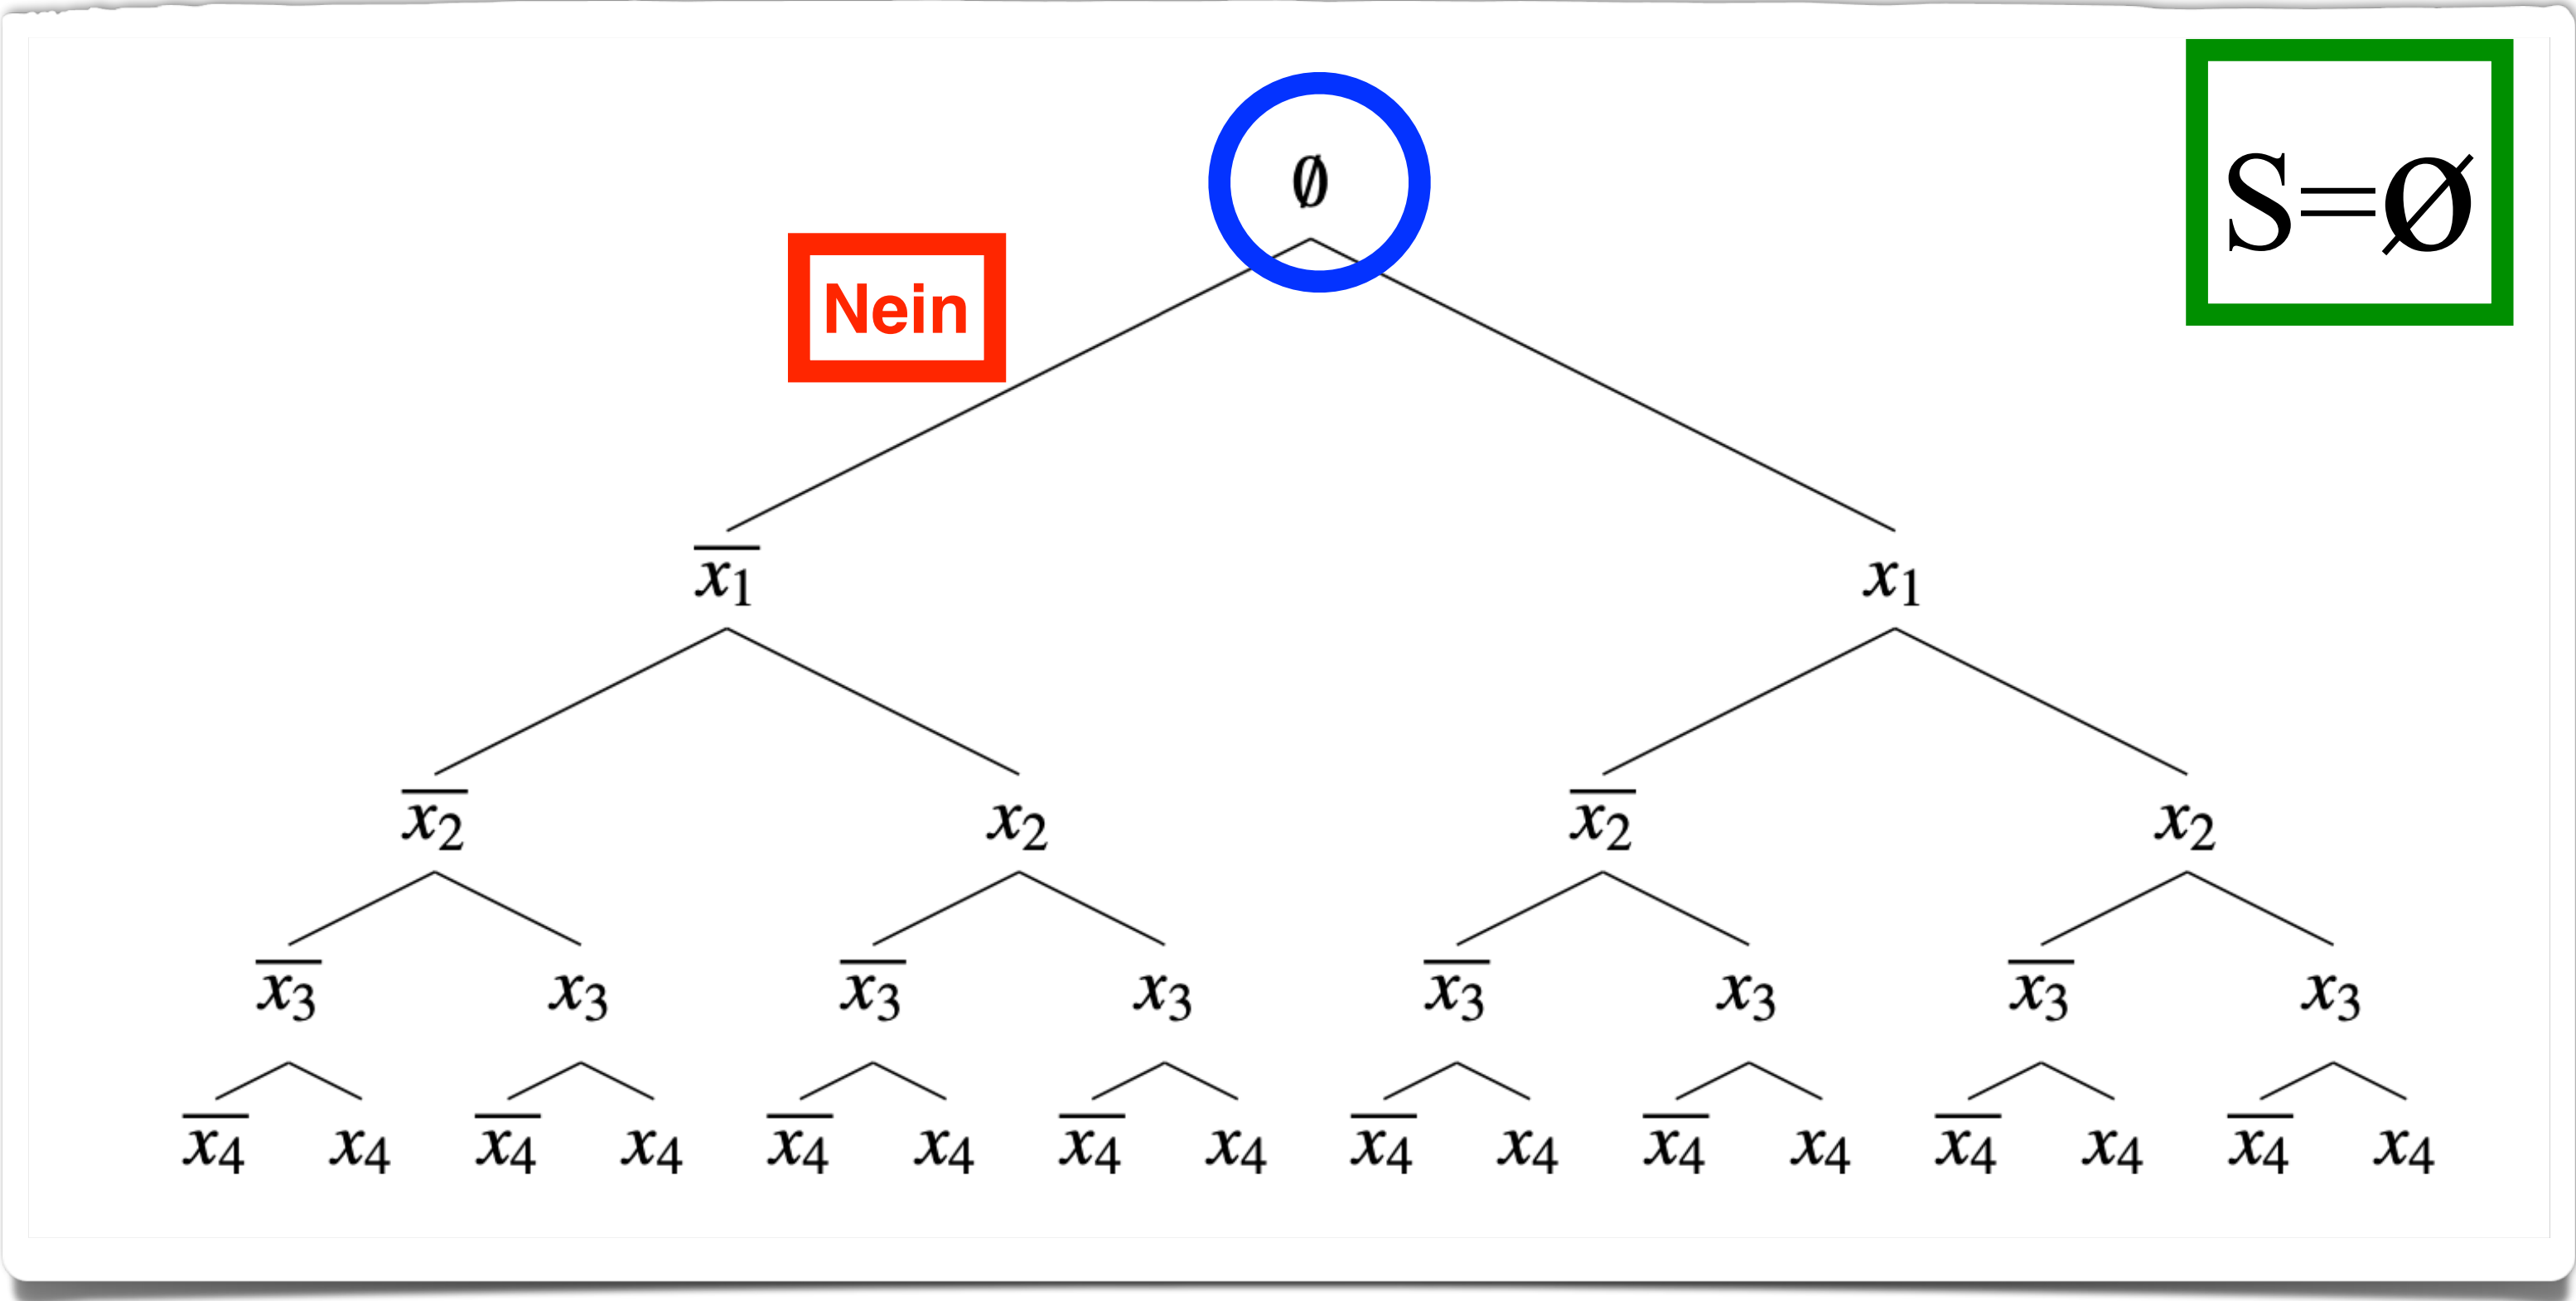 ∅
S=Ø
Nein
x̅₁ x₁
x̅₂ x₂ x̅₂ x₂
x̅₃ x₃ x̅₃ x₃ x̅₃ x₃ x̅₃ x₃
x̅₄ x₄ x̅₄ x₄ x̅₄ x₄ x̅₄ x₄ x̅₄ x₄ x̅₄ x₄ x̅₄ x₄ x̅₄ x₄